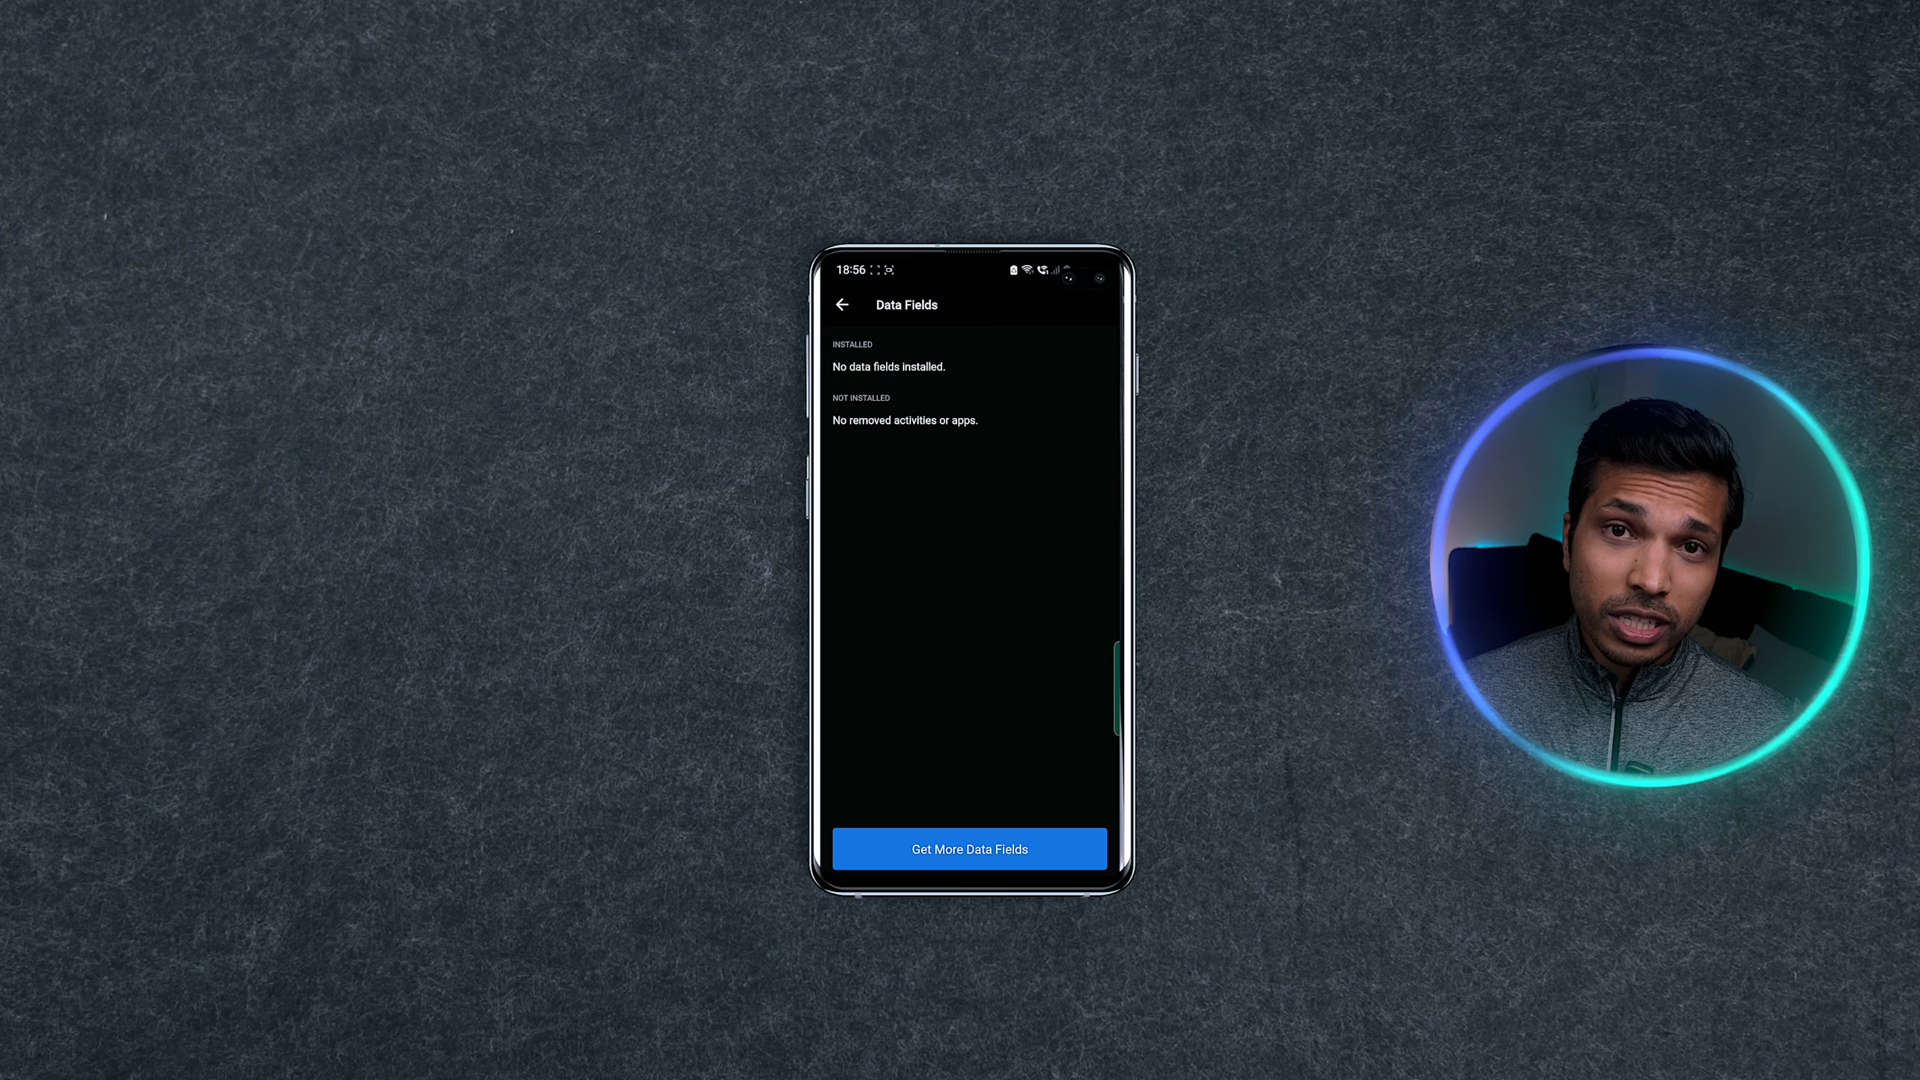 18:56
Data Fields
INSTALLED
No data fields installed.
NOT INSTALLED
No removed activities or apps.
Get More Data Fields